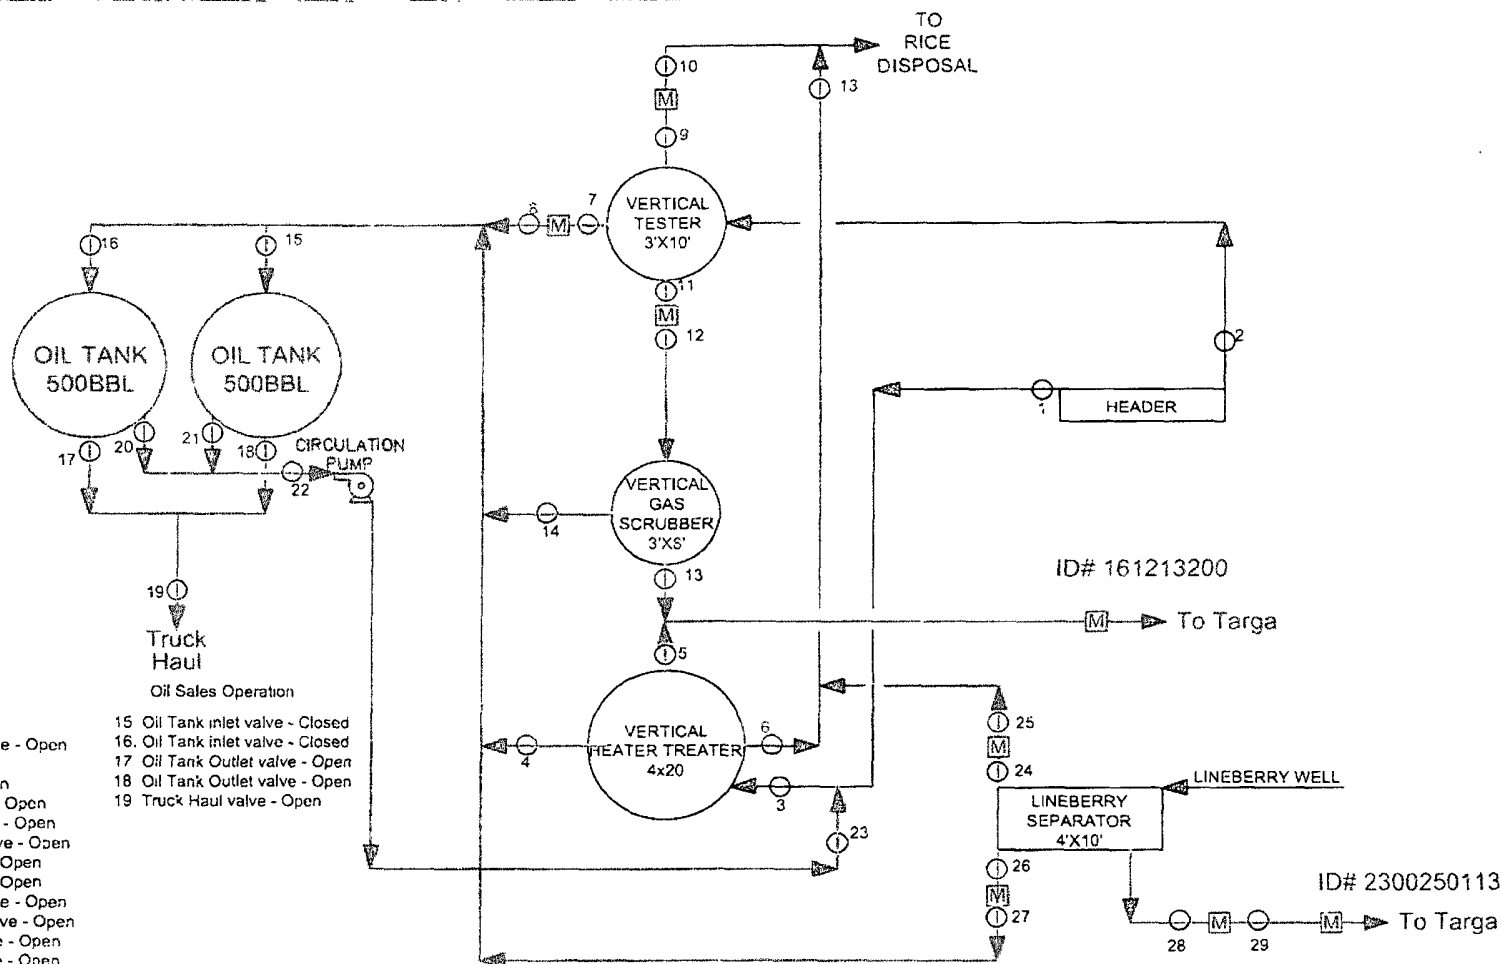 TO
RICE
DISPOSAL
10
13
M
9
VERTICAL
TESTER
3'X10'
7
M
16
15
11
M
12
2
OIL TANK
500BBL
OIL TANK
500BBL
1
HEADER
20
21
17
18
CIRCULATION
PUMP
22
VERTICAL
GAS
SCRUBBER
14
13
ID# 161213200
M
To Targa
19
Truck
Haul
5
VERTICAL
HEATER TREATER
4x20
4
6
3
23
25
M
24
LINEBERRY WELL
LINEBERRY
SEPARATOR
4'X10'
26
M
27
ID# 2300250113
28
M
29
M
To Targa
Oil Sales Operation
15 Oil Tank inlet valve - Closed
16. Oil Tank inlet valve - Closed
17 Oil Tank Outlet valve - Open
18 Oil Tank Outlet valve - Open
19 Truck Haul valve - Open
e - Open
n
Open
- Open
ve - Open
Open
Open
e - Open
ve - Open
e - Open
e - Open